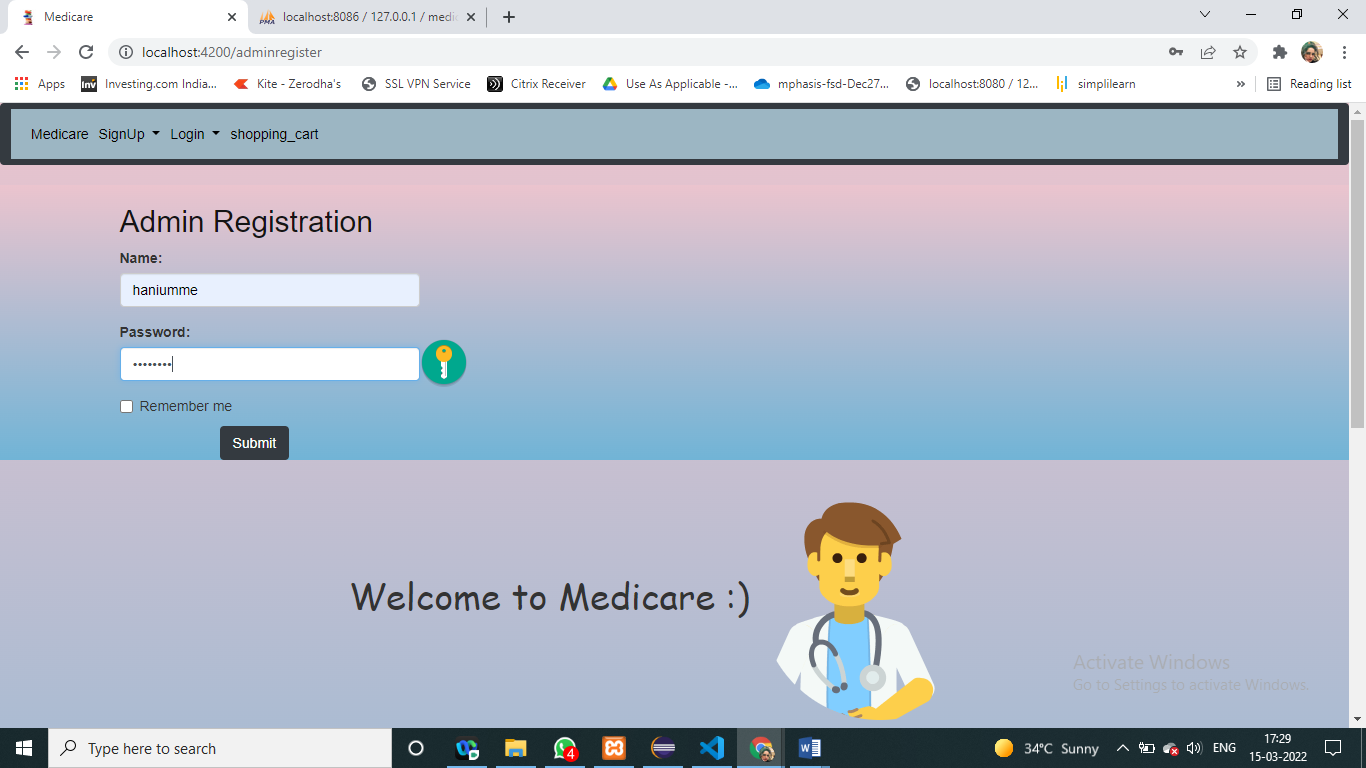 Medicare
PMA localhost:8086 / 127.0.0.1 / medic
localhost:4200/adminregister
Apps inv Investing.com India... Kite - Zerodha's SSL VPN Service Citrix Receiver Use As Applicable -... mphasis-fsd-Dec27... localhost:8080 / 12... simplilearn » Reading list
Medicare SignUp Login shopping_cart
Admin Registration
Name:
haniumme
Password:
••••••••
Remember me
Submit
Welcome to Medicare :)
Activate Windows
Go to Settings to activate Windows.
Type here to search
4
34°C Sunny
ENG
17:29
15-03-2022